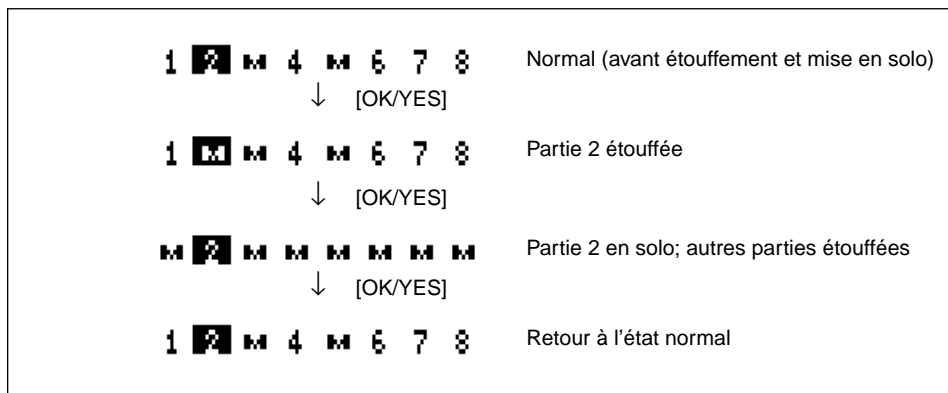 1 2 M 4 M 6 7 8 Normal (avant étouffement et mise en solo)
↓ [OK/YES]
1 M M 4 M 6 7 8 Partie 2 étouffée
↓ [OK/YES]
M 2 M M M M M M Partie 2 en solo; autres parties étouffées
↓ [OK/YES]
1 2 M 4 M 6 7 8 Retour à l'état normal